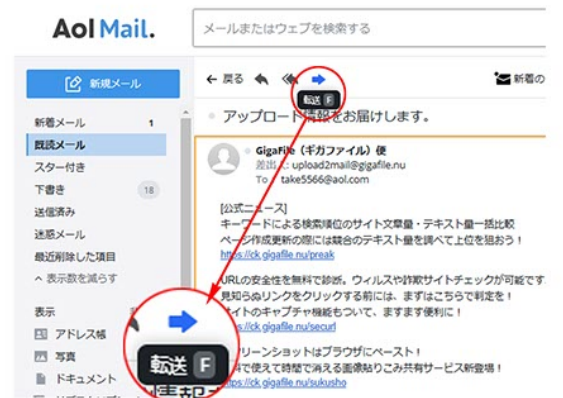 Aol Mail.
メールまたはウェブを検索する
新規メール
← 戻る
新着の
転送 F
アップロード情報をお届けします。
新着メール 1
既読メール
スター付き
下書き 18
送信済み
迷惑メール
最近削除した項目
表示数を減らす
表示
アドレス帳
写真
ドキュメント
GigaFile（ギガファイル）便
: upload2mail@gigafile.nu
To : take5566@aol.com
[公式ニュース]
キーワードによる検索順位のサイト文章量・テキスト量一括比較
ページ作成更新の際には競合のテキスト量を調べて上位を狙おう！
https://ck.gigafile.nu/preak
URLの安全性を無料で診断。ウィルスや詐欺サイトチェックが可能です
見知らぬリンクをクリックする前には、まずはこちらで判定を！
サイトのキャプチャ機能もついて、ますます便利に！
https://ck.gigafile.nu/securl
クリーンショットはブラウザにペースト！
で使えて時間で消える画像貼りこみ共有サービス新登場！
https://ck.gigafile.nu/sukusho
転送 F
情報